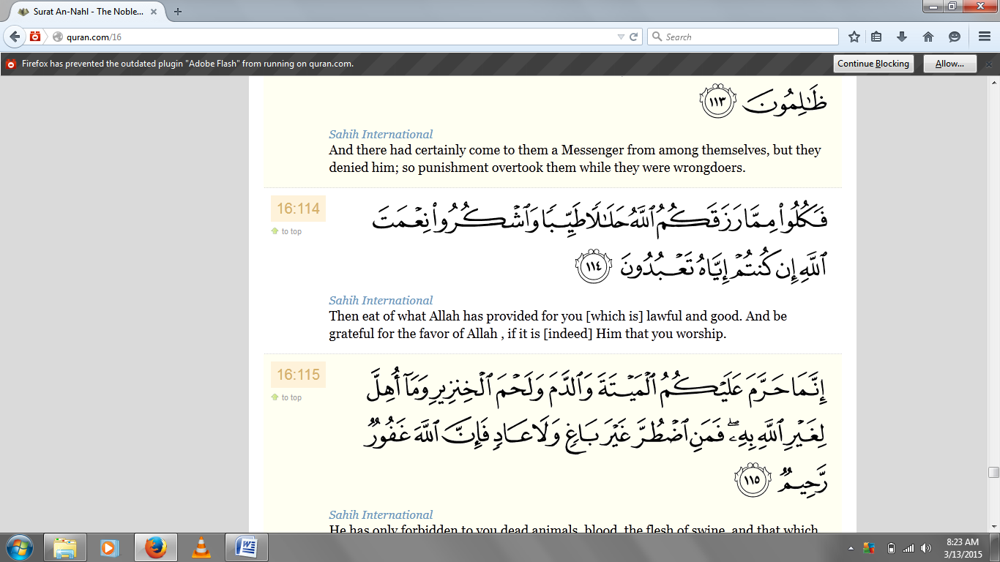 Surat An-Nahl - The Noble...
quran.com/16
Search
Firefox has prevented the outdated plugin "Adobe Flash" from running on quran.com.
Continue Blocking
Allow...
ظَـٰلِمُونَ ١١٣
Sahih International
And there had certainly come to them a Messenger from among themselves, but they
denied him; so punishment overtook them while they were wrongdoers.
16:114
to top
فَكُلُوا۟ مِمَّا رَزَقَكُمُ ٱللَّهُ حَلَـٰلًا طَيِّبًا وَٱشْكُرُوا۟ نِعْمَتَ
ٱللَّهِ إِن كُنتُمْ إِيَّاهُ تَعْبُدُونَ ١١٤
Sahih International
Then eat of what Allah has provided for you [which is] lawful and good. And be
grateful for the favor of Allah , if it is [indeed] Him that you worship.
16:115
to top
إِنَّمَا حَرَّمَ عَلَيْكُمُ ٱلْمَيْتَةَ وَٱلدَّمَ وَلَحْمَ ٱلْخِنزِيرِ وَمَآ أُهِلَّ
لِغَيْرِ ٱللَّهِ بِهِۦ ۖ فَمَنِ ٱضْطُرَّ غَيْرَ بَاغٍ وَلَا عَادٍ فَإِنَّ ٱللَّهَ غَفُورٌ
رَّحِيمٌ ١١٥
Sahih International
He has only forbidden to you dead animals, blood, the flesh of swine, and that which
8:23 AM
3/13/2015